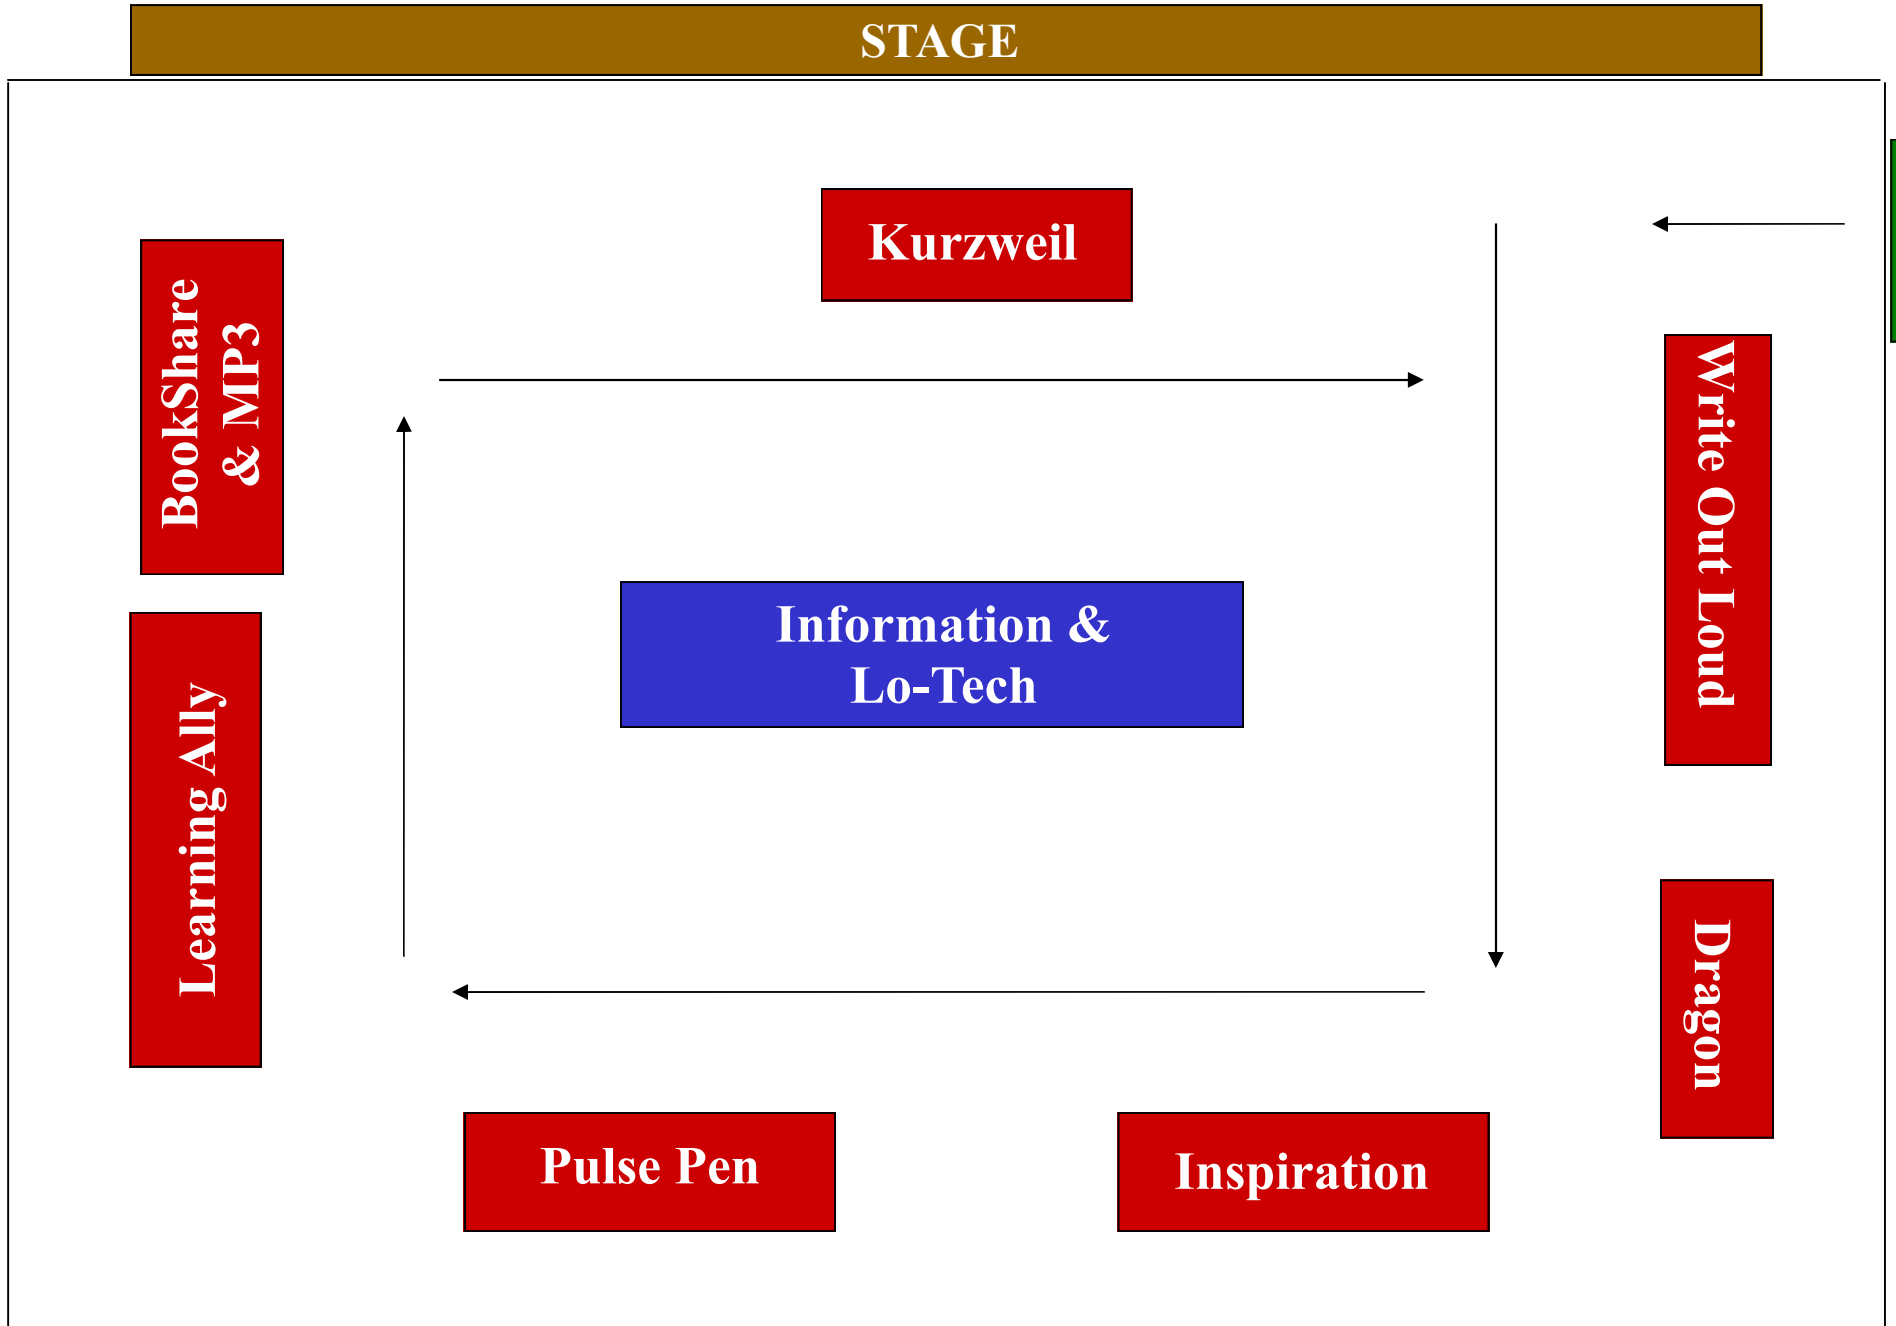 STAGE
Kurzweil
BookShare
& MP3
Write Out Loud
Information &
Lo-Tech
Learning Ally
Dragon
Pulse Pen
Inspiration